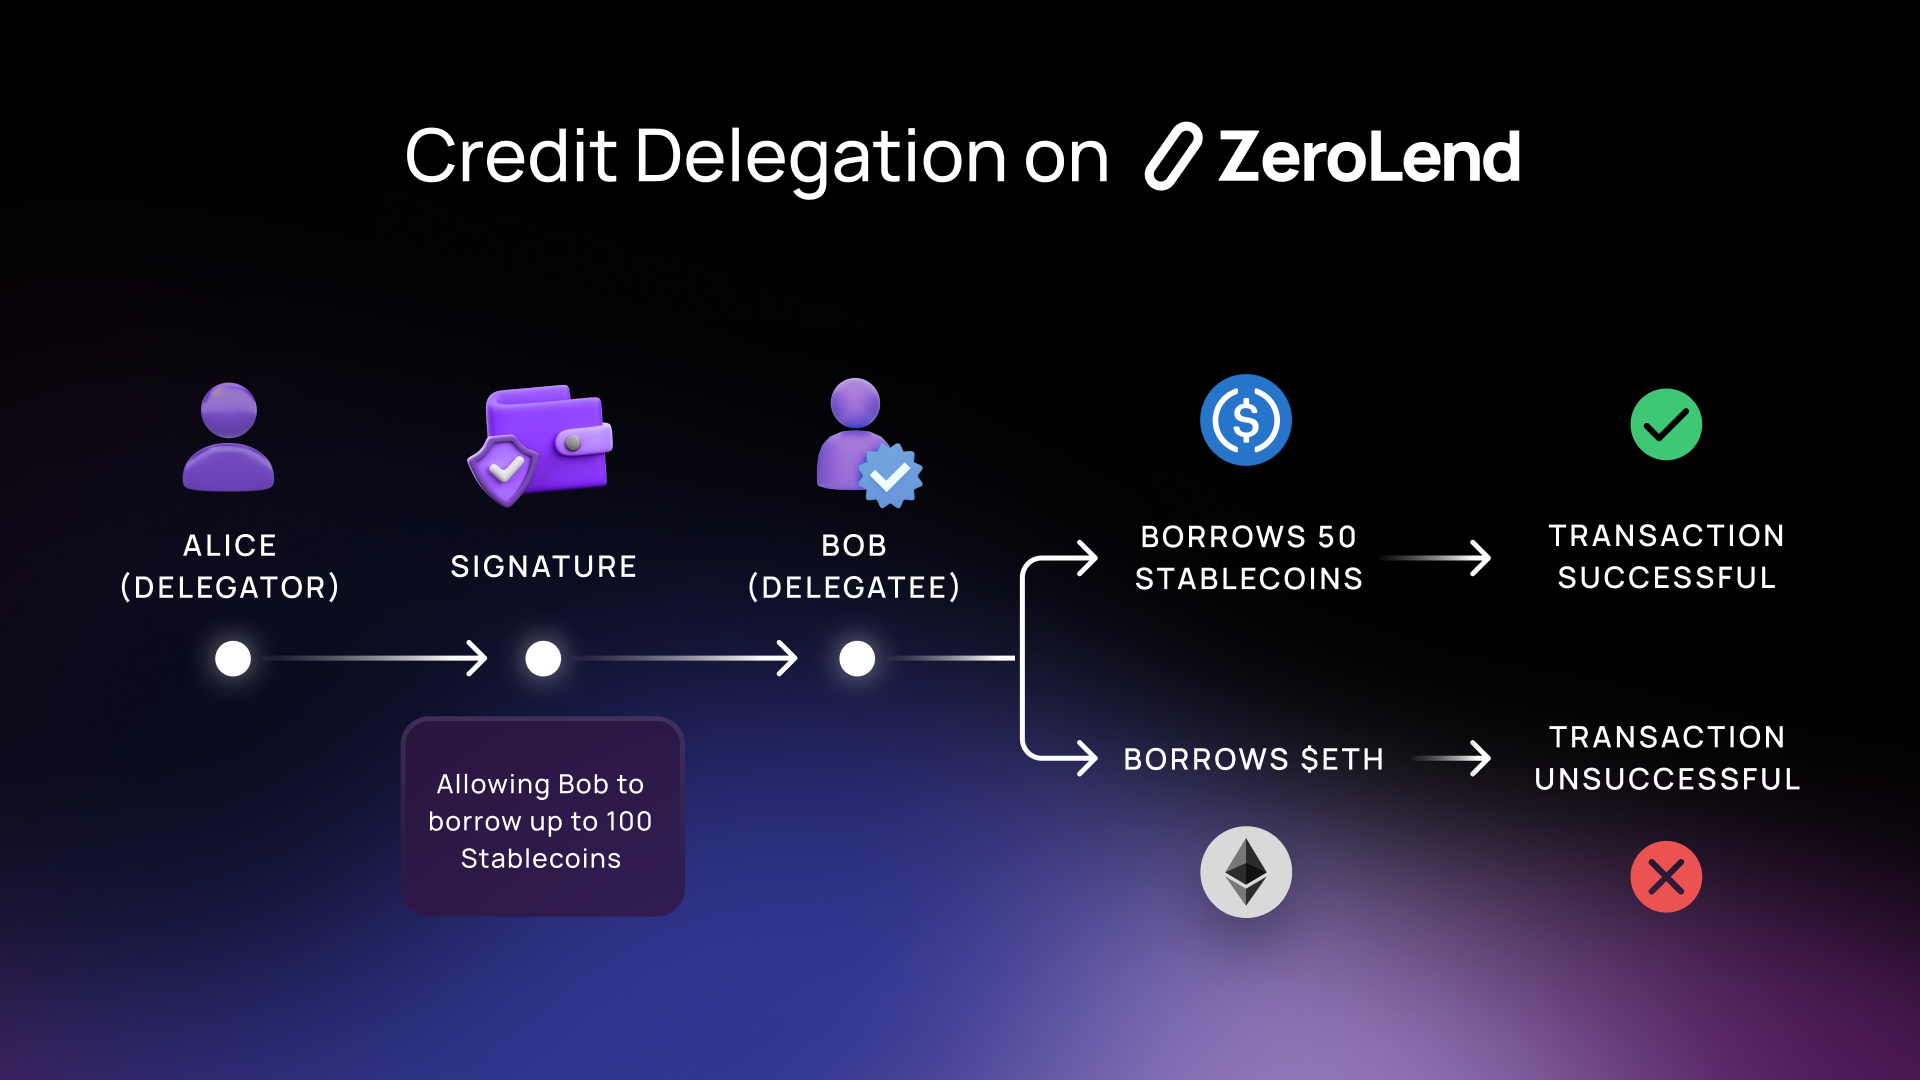 Credit Delegation on ZeroLend
ALICE
(DELEGATOR)
SIGNATURE
Allowing Bob to
borrow up to 100
Stablecoins
BOB
(DELEGATEE)
BORROWS 50
STABLECOINS
TRANSACTION
SUCCESSFUL
BORROWS $ETH
TRANSACTION
UNSUCCESSFUL